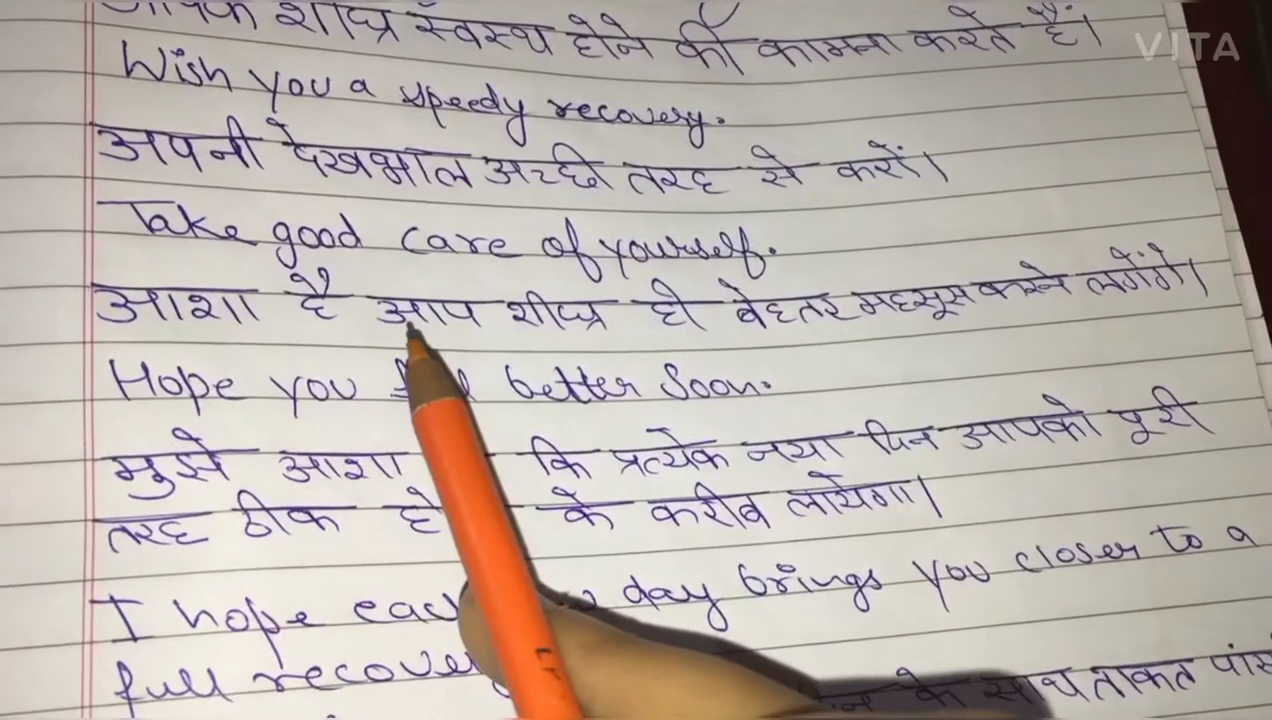 शीघ्र स्वस्थ होने की कामना करते हैं।
VITA
Wish you a speedy recovery.
अपनी देखभाल अच्छी तरह से करों।
Take good care of yourself.
आशा है आप शीघ्र ही बेहतर महसूस करने लगेंगे।
Hope you better Soon.
मुझे आशा कि प्रत्येक नया दिन आपको पूरी
तरह ठीक के करीब लायेगा।
I hope day brings you closer to a
full
के साथ ताकत